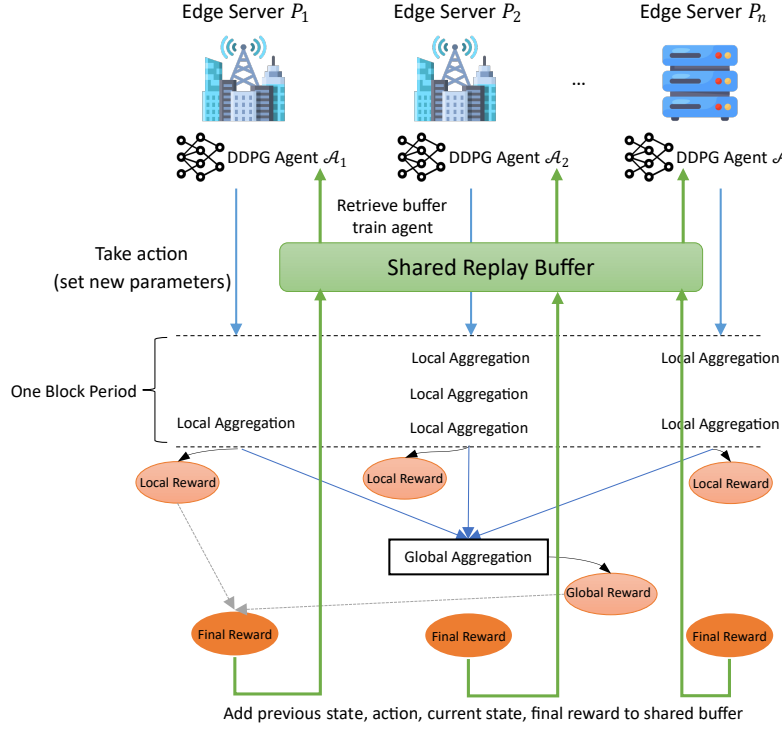 Edge Server P₁
Edge Server P₂
Edge Server Pₙ
...
DDPG Agent 𝒜₁
DDPG Agent 𝒜₂
DDPG Agent 𝒜
Retrieve buffer
train agent
Take action
(set new parameters)
Shared Replay Buffer
One Block Period
Local Aggregation
Local Aggregation
Local Aggregation
Local Aggregation
Local Aggregation
Local Aggregation
Local Reward
Local Reward
Local Reward
Global Aggregation
Global Reward
Final Reward
Final Reward
Final Reward
Add previous state, action, current state, final reward to shared buffer